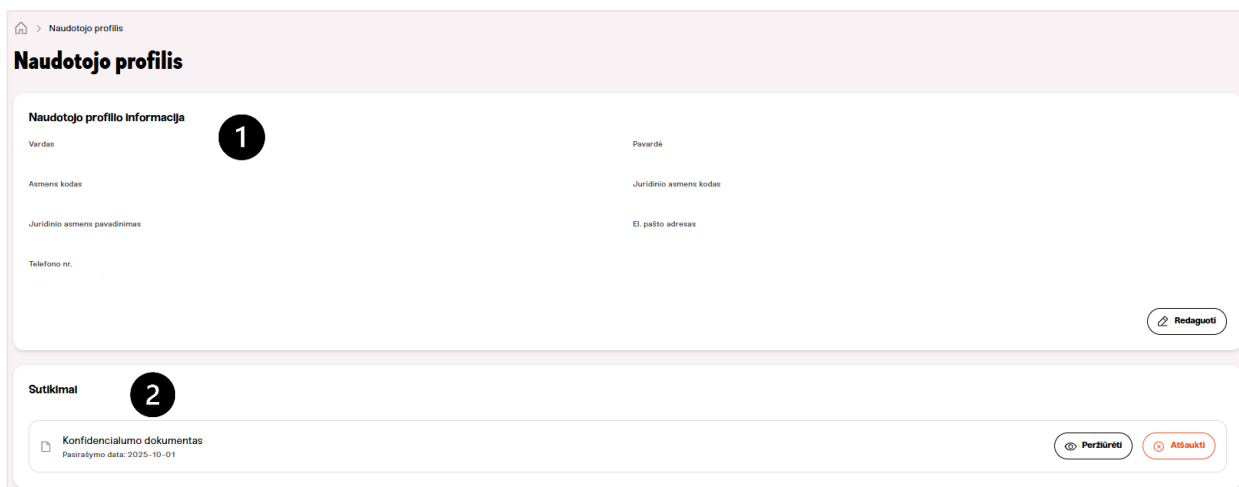 > Naudotojo profilis
Naudotojo profilis
Naudotojo profilio informacija
1
Vardas
Pavardė
Asmens kodas
Juridinio asmens kodas
Juridinio asmens pavadinimas
El. pašto adresas
Telefono nr.
Redaguoti
Sutikimai
2
Konfidencialumo dokumentas
Pasirašymo data: 2025-10-01
Peržiūrėti
Atšaukti